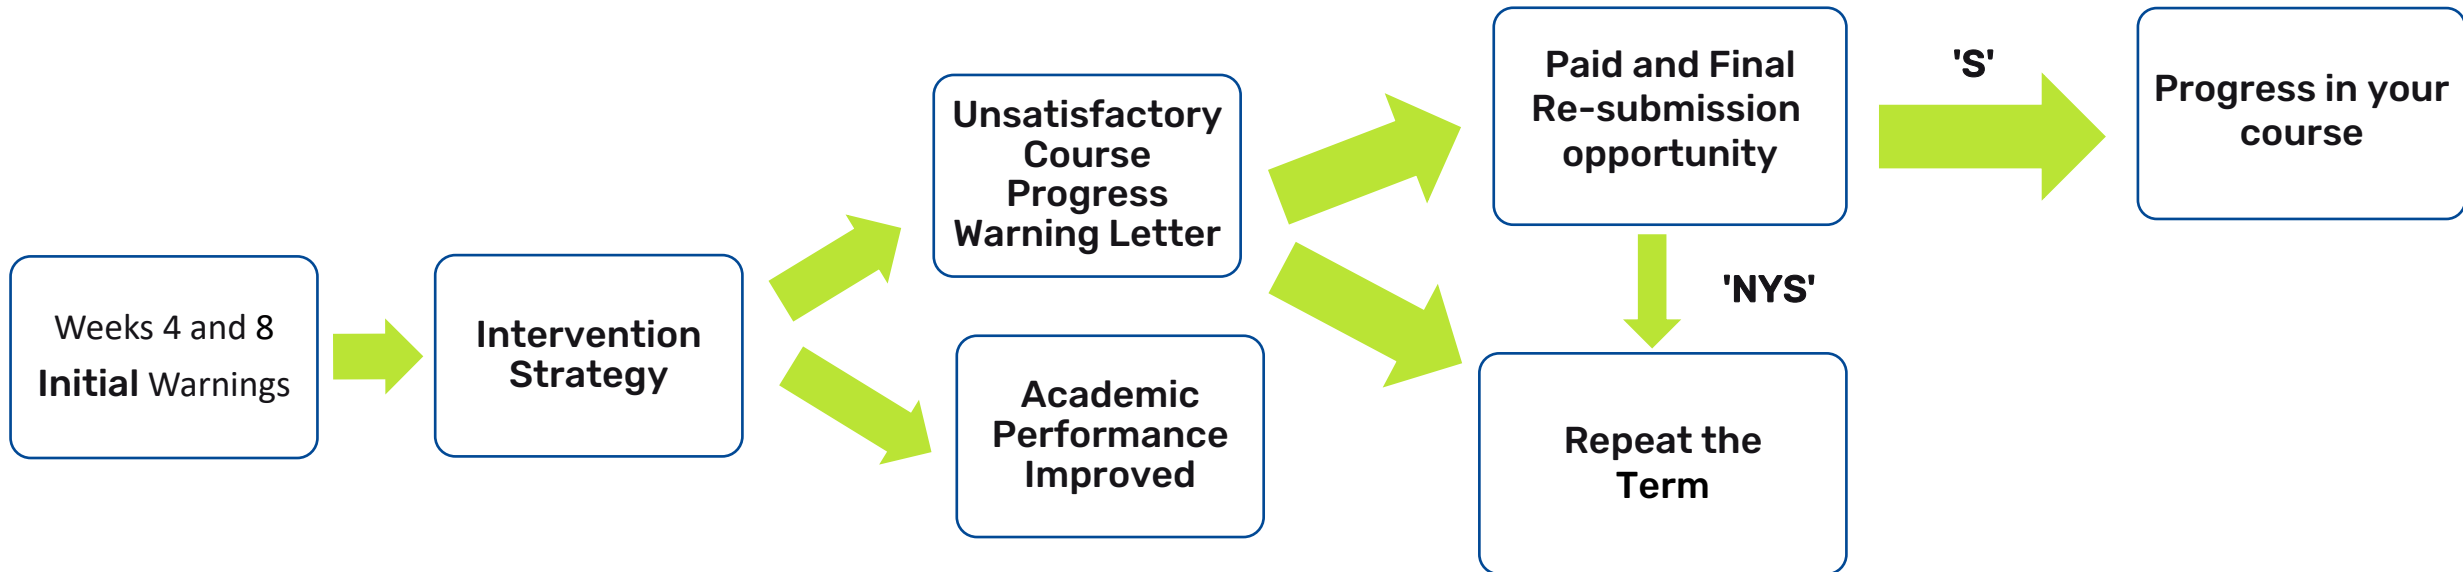 Weeks 4 and 8
Initial Warnings
Intervention
Strategy
Unsatisfactory
Course
Progress
Warning Letter
Academic
Performance
Improved
Paid and Final
Re-submission
opportunity
'S'
Progress in your
course
'NYS'
Repeat the
Term